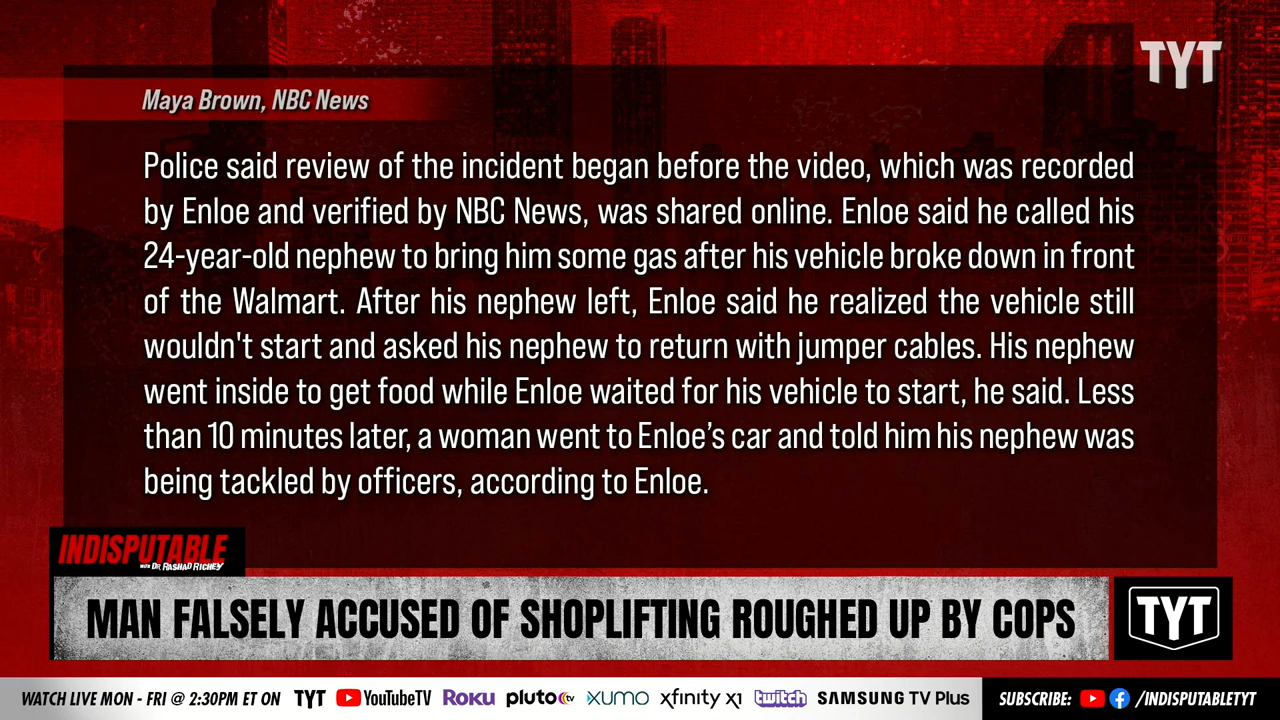 TYT
Maya Brown, NBC News
Police said review of the incident began before the video, which was recorded
by Enloe and verified by NBC News, was shared online. Enloe said he called his
24-year-old nephew to bring him some gas after his vehicle broke down in front
of the Walmart. After his nephew left, Enloe said he realized the vehicle still
wouldn't start and asked his nephew to return with jumper cables. His nephew
went inside to get food while Enloe waited for his vehicle to start, he said. Less
than 10 minutes later, a woman went to Enloe’s car and told him his nephew was
being tackled by officers, according to Enloe.
INDISPUTABLE
WITH DR. RASHAD RICHEY
MAN FALSELY ACCUSED OF SHOPLIFTING ROUGHED UP BY COPS
TYT
WATCH LIVE MON - FRI @ 2:30PM ET ON TYT YouTubeTV Roku pluto tv xumo xfinity x1 twitch SAMSUNG TV Plus SUBSCRIBE: /INDISPUTABLETYT